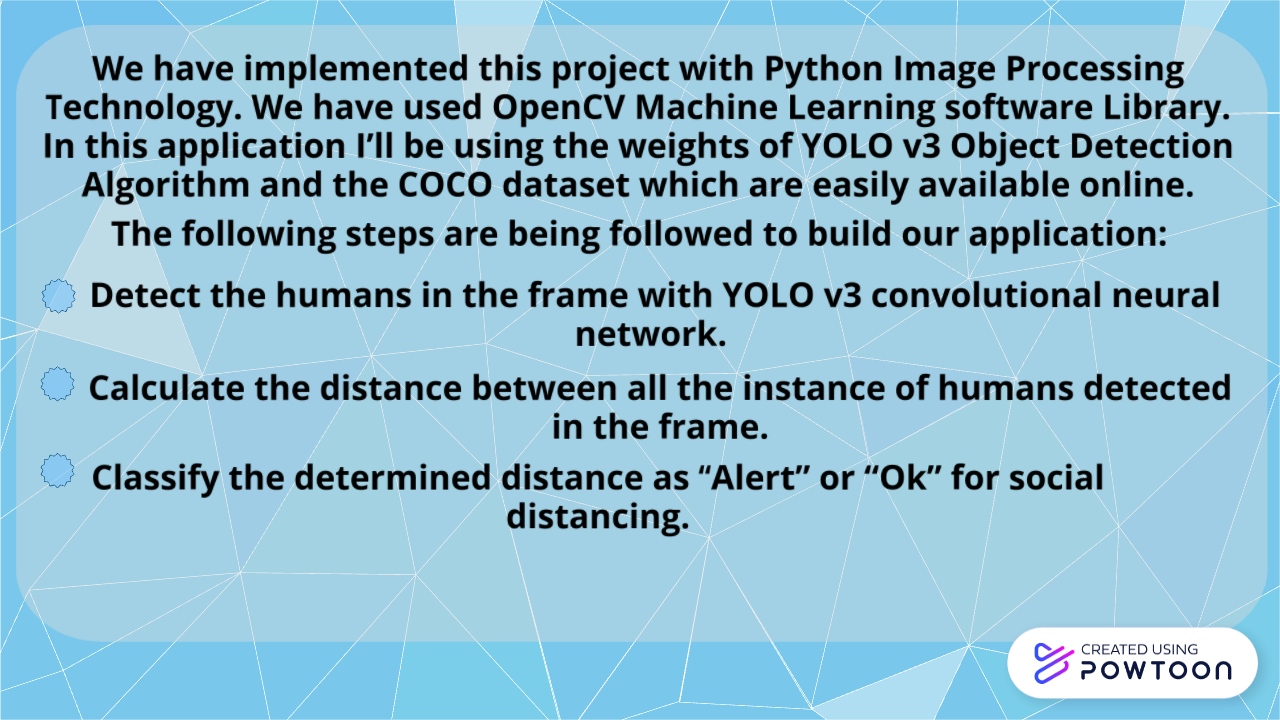 We have implemented this project with Python Image Processing
Technology. We have used OpenCV Machine Learning software Library.
In this application I’ll be using the weights of YOLO v3 Object Detection
Algorithm and the COCO dataset which are easily available online.
The following steps are being followed to build our application:
Detect the humans in the frame with YOLO v3 convolutional neural
network.
Calculate the distance between all the instance of humans detected
in the frame.
Classify the determined distance as “Alert” or “Ok” for social
distancing.
CREATED USING
POWTOON